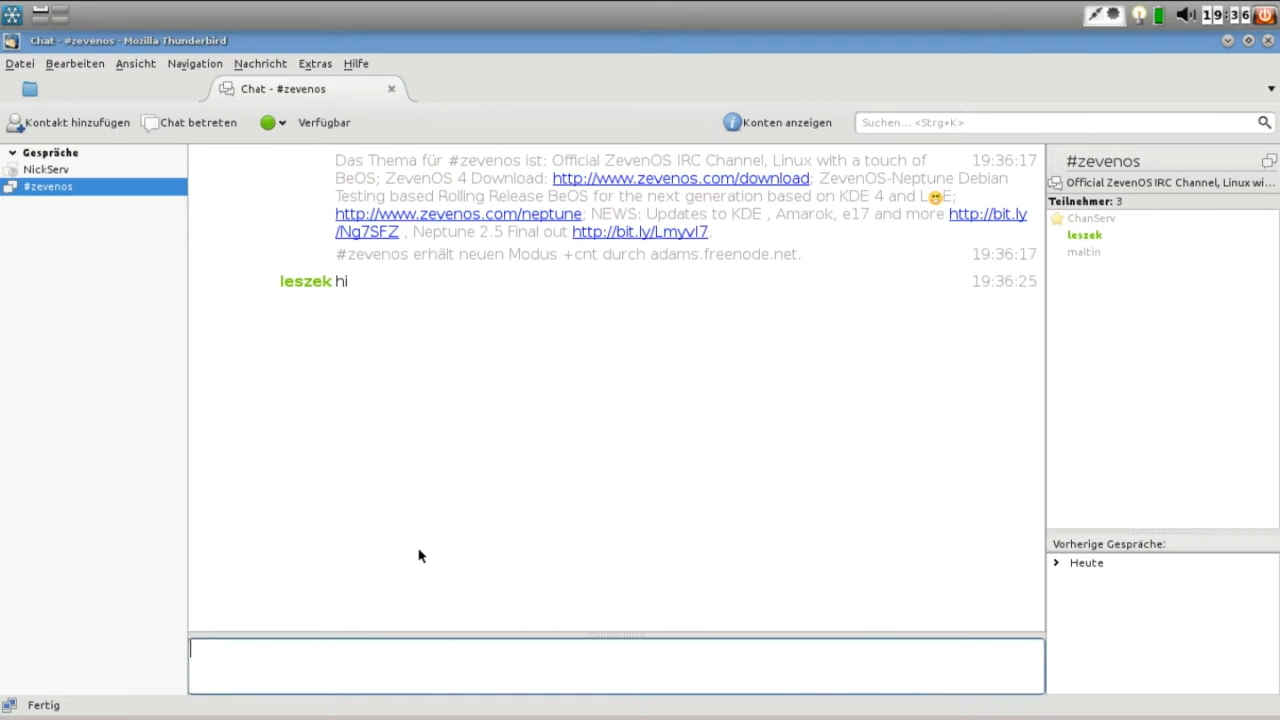 19:36
Chat - #zevenos - Mozilla Thunderbird
Datei Bearbeiten Ansicht Navigation Nachricht Extras Hilfe
Chat - #zevenos
Kontakt hinzufügen Chat betreten Verfügbar Konten anzeigen Suchen... <Strg+K>
Gespräche
NickServ
#zevenos
Das Thema für #zevenos ist: Official ZevenOS IRC Channel, Linux with a touch of 19:36:17
BeOS; ZevenOS 4 Download: http://www.zevenos.com/download; ZevenOS-Neptune Debian
Testing based Rolling Release BeOS for the next generation based on KDE 4 and L😁E;
http://www.zevenos.com/neptune; NEWS: Updates to KDE , Amarok, e17 and more http://bit.ly
/Ng7SFZ , Neptune 2.5 Final out http://bit.ly/LmyvI7.
#zevenos erhält neuen Modus +cnt durch adams.freenode.net. 19:36:17
leszek hi 19:36:25
#zevenos
Official ZevenOS IRC Channel, Linux wi...
Teilnehmer: 3
ChanServ
leszek
maltin
Vorherige Gespräche:
Heute
Fertig